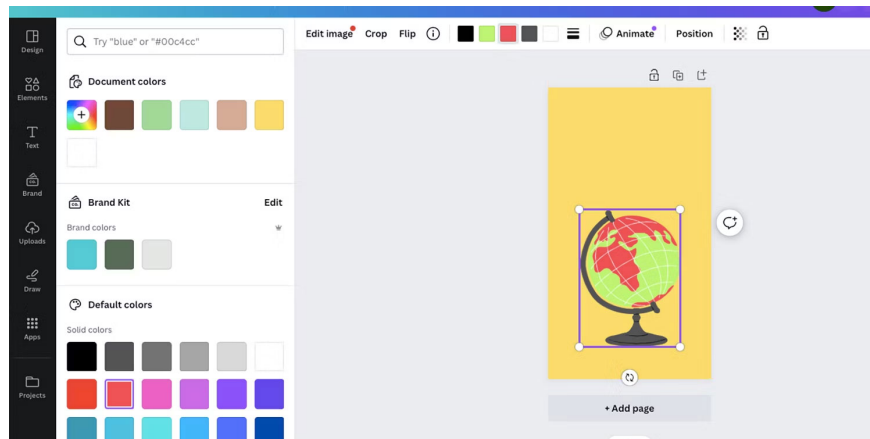 Design
Elements
Text
Brand
Uploads
Draw
Apps
Projects
Try "blue" or "#00c4cc"
Document colors
Brand Kit Edit
Brand colors
Default colors
Solid colors
Edit image Crop Flip Animate Position
+ Add page